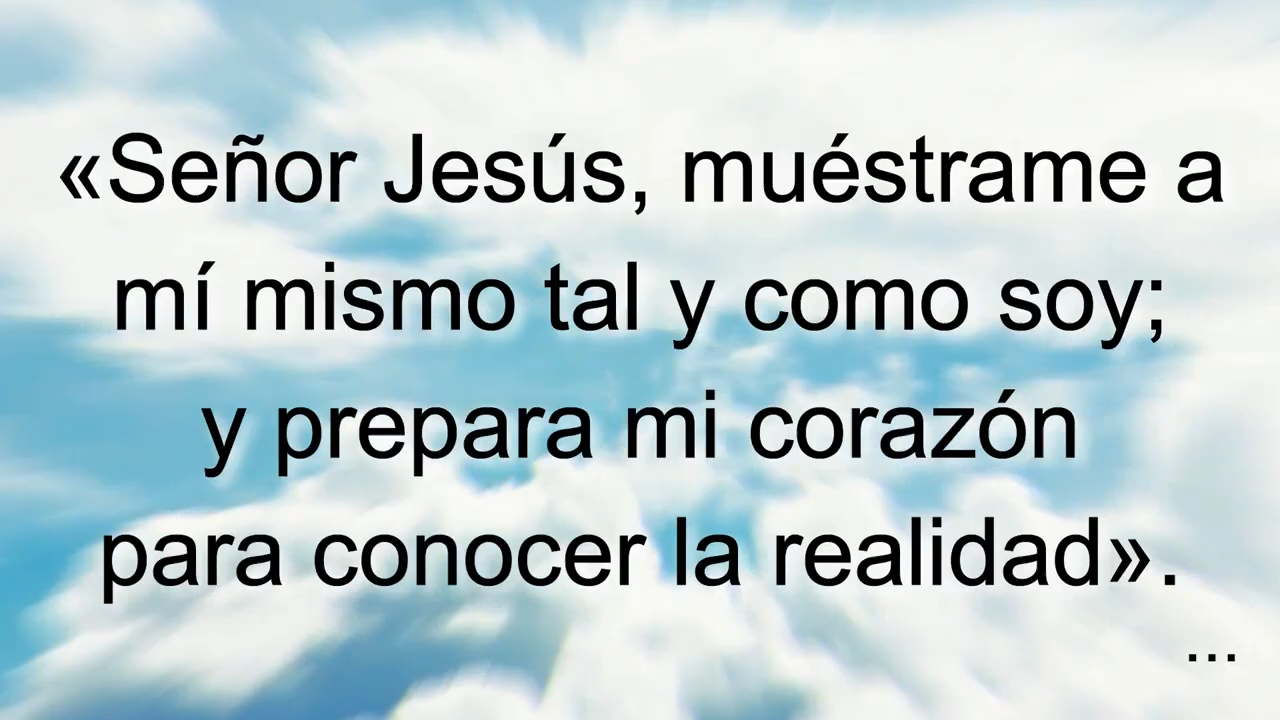 «Señor Jesús, muéstrame a
mí mismo tal y como soy;
y prepara mi corazón
para conocer la realidad».
...